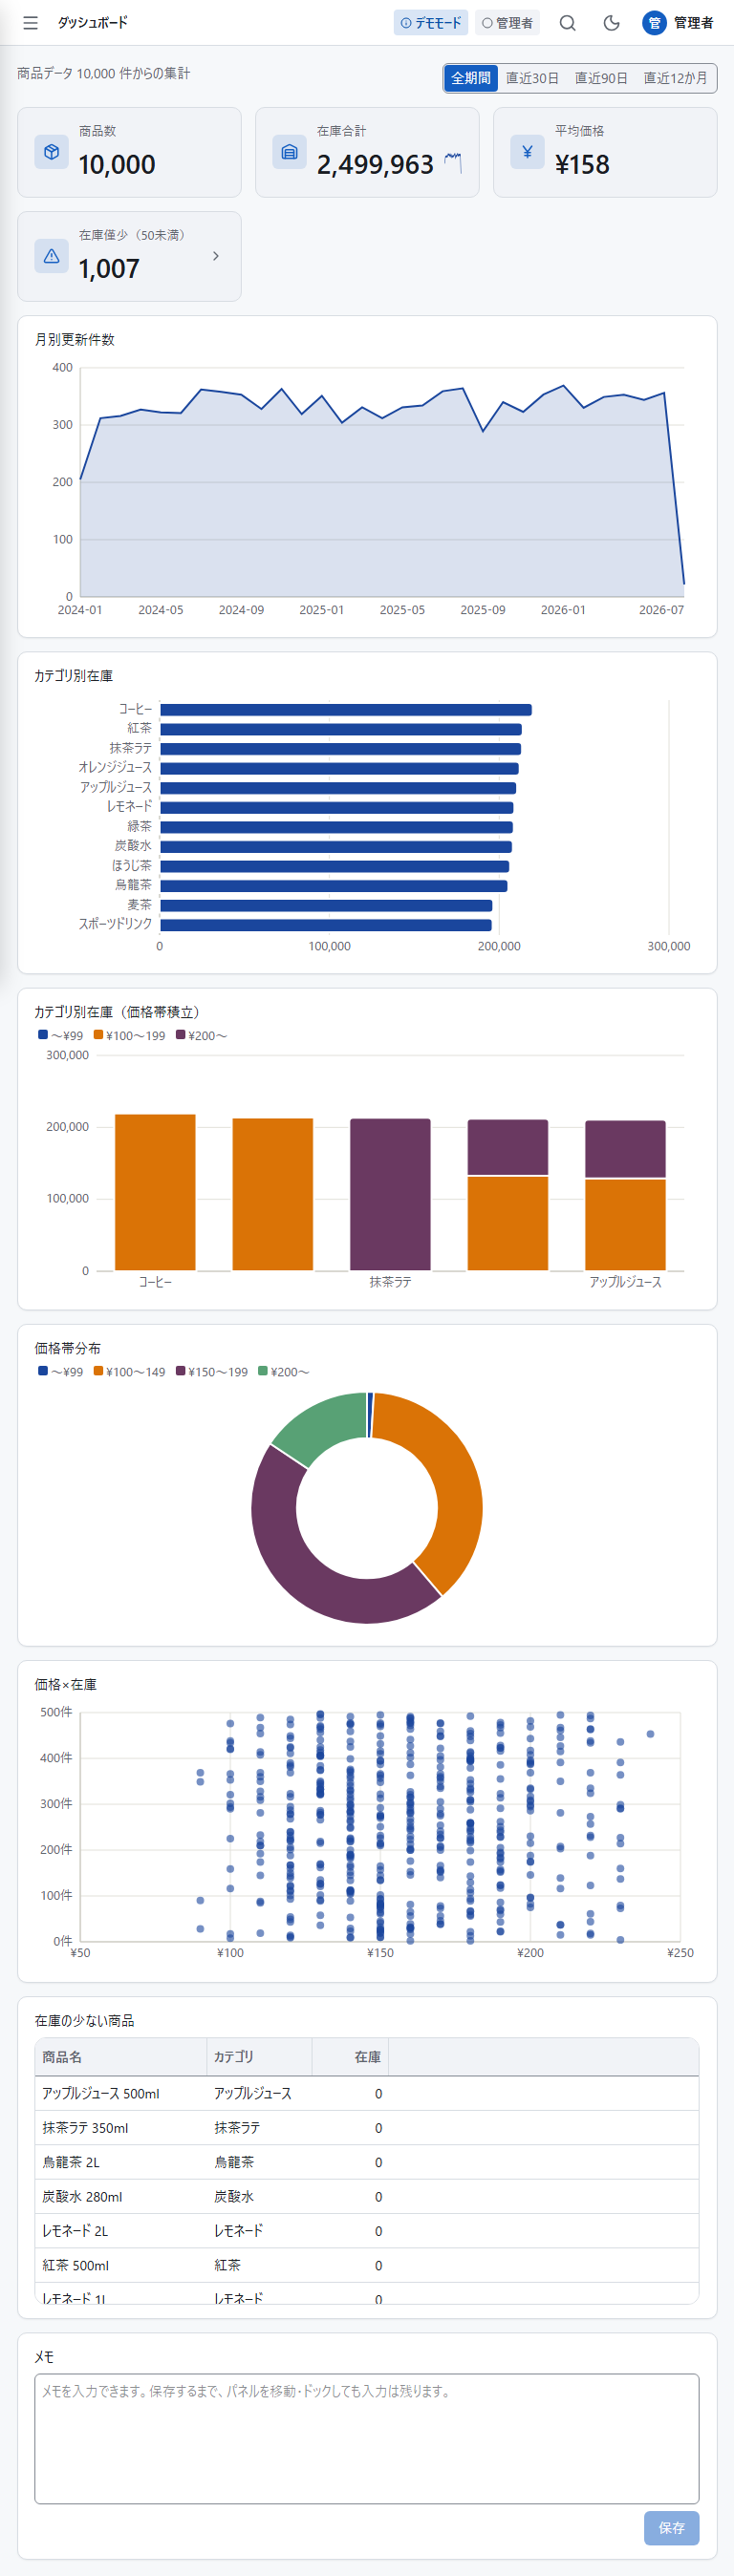 ダッシュボード
デモモード
管理者
管 管理者
商品データ 10,000 件からの集計
全期間 直近30日 直近90日 直近12か月
商品数
10,000
在庫合計
2,499,963
平均価格
¥158
在庫僅少（50未満）
1,007
月別更新件数
400
300
200
100
0
2024-01 2024-05 2024-09 2025-01 2025-05 2025-09 2026-01 2026-07
カテゴリ別在庫
コーヒー
紅茶
抹茶ラテ
オレンジジュース
アップルジュース
レモネード
緑茶
炭酸水
ほうじ茶
烏龍茶
麦茶
スポーツドリンク
0 100,000 200,000 300,000
カテゴリ別在庫（価格帯積立）
～¥99 ¥100～199 ¥200～
300,000
200,000
100,000
0
コーヒー 抹茶ラテ アップルジュース
価格帯分布
～¥99 ¥100～149 ¥150～199 ¥200～
価格×在庫
500件
400件
300件
200件
100件
0件
¥50 ¥100 ¥150 ¥200 ¥250
在庫の少ない商品
商品名 カテゴリ 在庫
アップルジュース 500ml アップルジュース 0
抹茶ラテ 350ml 抹茶ラテ 0
烏龍茶 2L 烏龍茶 0
炭酸水 280ml 炭酸水 0
レモネード 2L レモネード 0
紅茶 500ml 紅茶 0
レモネード 1L レモネード 0
メモ
メモを入力できます。保存するまで、パネルを移動・ドックしても入力は残ります。
保存